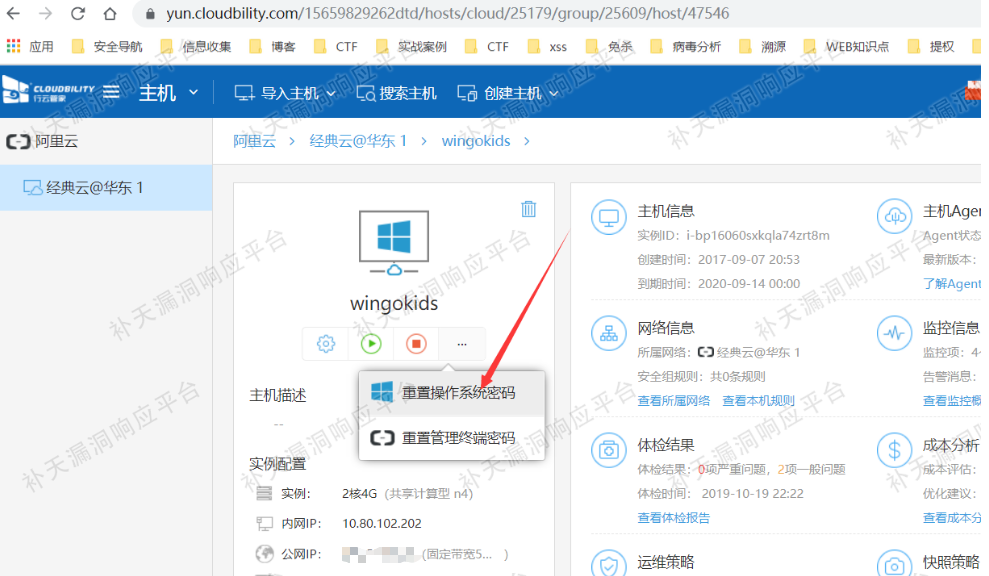 yun.cloudbility.com/15659829262dtd/hosts/cloud/25179/group/25609/host/47546
应用 安全导航 信息收集 博客 CTF 实战案例 CTF xss 免杀 病毒分析 溯源 WEB知识点 提权
CLOUDBILITY
行云管家
主机 导入主机 搜索主机 创建主机
阿里云
经典云@华东 1
阿里云 > 经典云@华东 1 > wingokids >
wingokids
...
重置操作系统密码
重置管理终端密码
主机描述
--
实例配置
实例: 2核4G (共享计算型 n4)
内网IP: 10.80.102.202
公网IP: (固定带宽5... )
主机信息
实例ID: i-bp16060sxkqla74zrt8m
创建时间: 2017-09-07 20:53
到期时间: 2020-09-14 00:00
网络信息
所属网络: 经典云@华东 1
安全组规则: 共0条规则
查看所属网络 查看本机规则
体检结果
体检结果: 0项严重问题, 2项一般问题
体检时间: 2019-10-19 22:22
查看体检报告
运维策略
主机Agen
Agent状态
最新版本:
了解Agent
监控信息
监控项: 4
告警消息:
查看监控概
成本分析
成本评估:
优化建议:
查看成本分
快照策略
补天漏洞响应平台